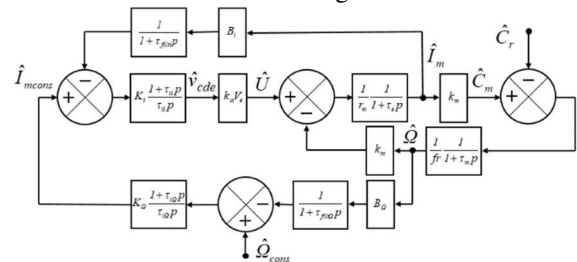 1 / (1 + τ_filtis p)
B_i
Î_mcons
K_i (1 + τ_ii p) / (τ_ii p)
v̂_cde
k_a V_e
Û
1/r_m 1/(1 + τ_e p)
Î_m
k_m
Ĉ_m
Ĉ_r
k_m
Ω̂
1/fr 1/(1 + τ_m p)
K_Ω (1 + τ_iΩ p) / (τ_iΩ p)
1 / (1 + τ_filtΩ p)
B_Ω
Ω̂_cons